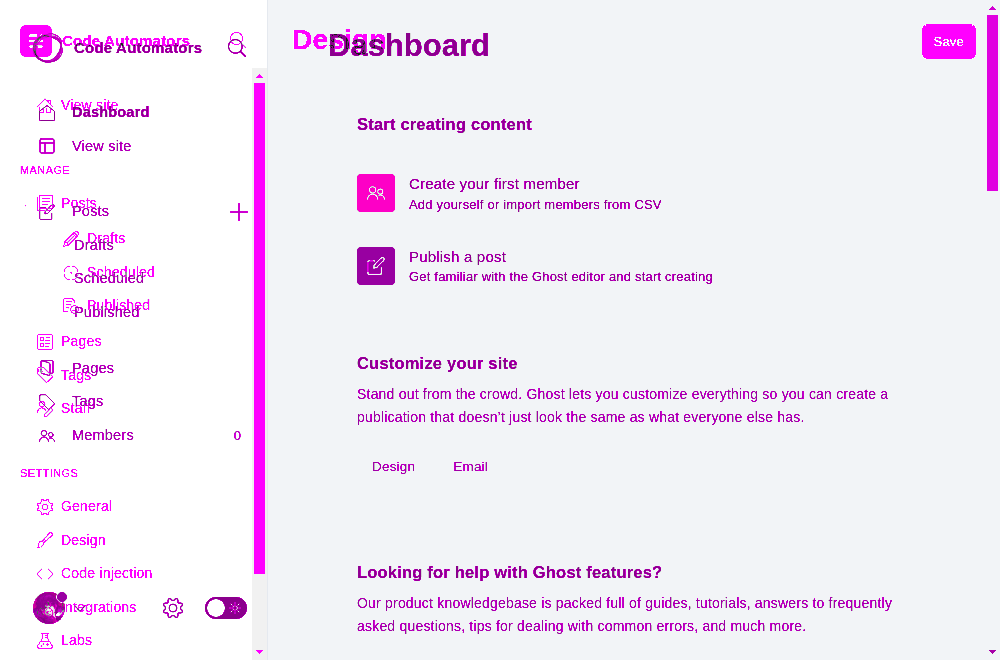 Code Automators
Code Automators
View site
Dashboard
View site
MANAGE
Posts
Posts
Drafts
Drafts
Scheduled
Scheduled
Published
Published
Pages
Pages
Tags
Tags
Staff
Members 0
SETTINGS
General
Design
Code injection
Integrations
Labs
Design
Dashboard
Save
Start creating content
Create your first member
Add yourself or import members from CSV
Publish a post
Get familiar with the Ghost editor and start creating
Customize your site
Stand out from the crowd. Ghost lets you customize everything so you can create a
publication that doesn’t just look the same as what everyone else has.
Design Email
Looking for help with Ghost features?
Our product knowledgebase is packed full of guides, tutorials, answers to frequently
asked questions, tips for dealing with common errors, and much more.